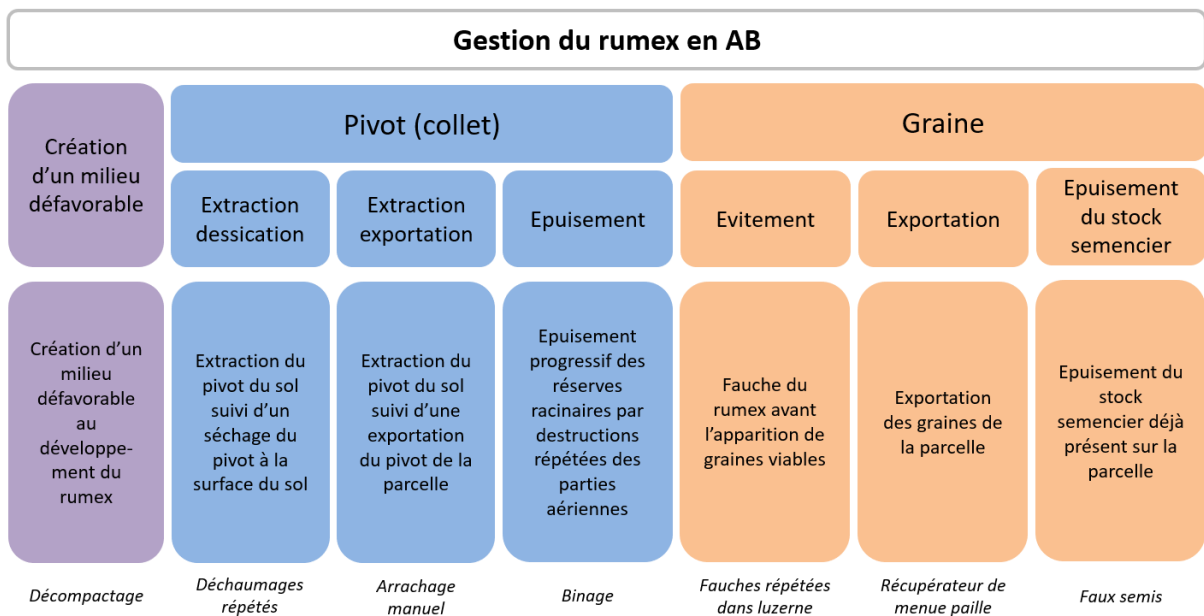 Gestion du rumex en AB
Création
d'un milieu
défavorable
Pivot (collet)
Graine
Extraction
dessication
Extraction
exportation
Epuisement
Evitement
Exportation
Epuisement
du stock
semencier
Création d'un
milieu
défavorable
au
développe-
ment du
rumex
Extraction du
pivot du sol
suivi d'un
séchage du
pivot à la
surface du sol
Extraction du
pivot du sol
suivi d'une
exportation
du pivot de la
parcelle
Epuisement
progressif des
réserves
racinaires par
destructions
répétées des
parties
aériennes
Fauche du
rumex avant
l'apparition de
graines viables
Exportation
des graines de
la parcelle
Epuisement du
stock
semencier déjà
présent sur la
parcelle
Décompactage
Déchaumages
répétés
Arrachage
manuel
Binage
Fauches répétées
dans luzerne
Récupérateur de
menue paille
Faux semis